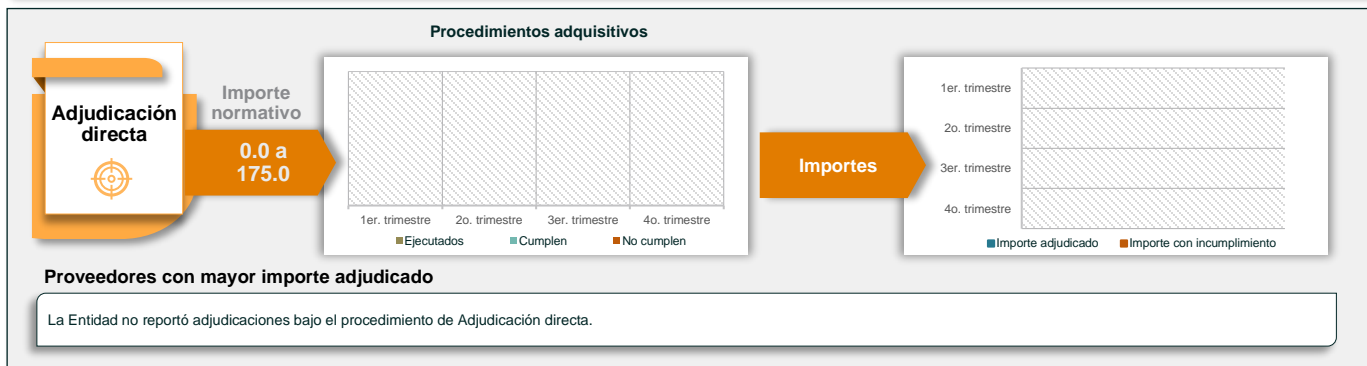 Procedimientos adquisitivos
Adjudicación
directa
Importe
normativo
0.0 a
175.0
1er. trimestre 2o. trimestre 3er. trimestre 4o. trimestre
Ejecutados Cumplen No cumplen
Importes
1er. trimestre
2o. trimestre
3er. trimestre
4o. trimestre
Importe adjudicado Importe con incumplimiento
Proveedores con mayor importe adjudicado
La Entidad no reportó adjudicaciones bajo el procedimiento de Adjudicación directa.